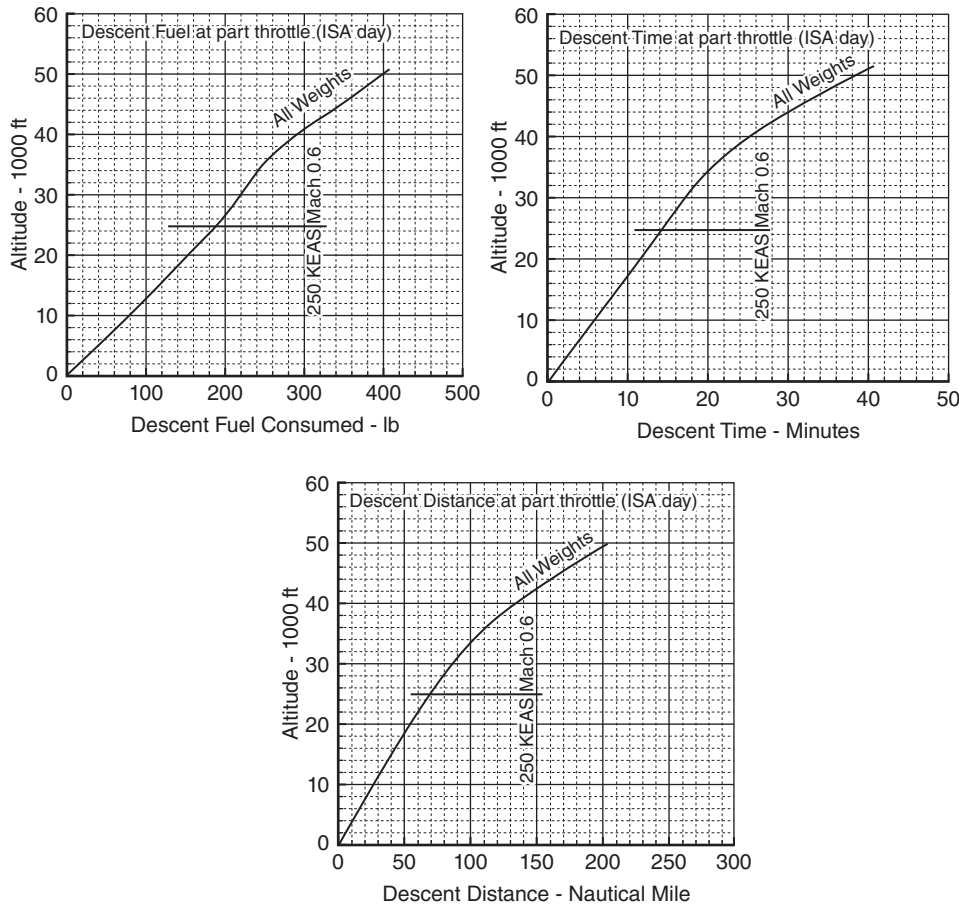 Descent Fuel at part throttle (ISA day)
All Weights
250 KEAS Mach 0.6
Altitude - 1000 ft
60
50
40
30
20
10
0
0 100 200 300 400 500
Descent Fuel Consumed - lb
Descent Time at part throttle (ISA day)
All Weights
250 KEAS Mach 0.6
Altitude - 1000 ft
60
50
40
30
20
10
0
0 10 20 30 40 50
Descent Time - Minutes
Descent Distance at part throttle (ISA day)
All Weights
250 KEAS Mach 0.6
Altitude - 1000 ft
60
50
40
30
20
10
0
0 50 100 150 200 250 300
Descent Distance - Nautical Mile